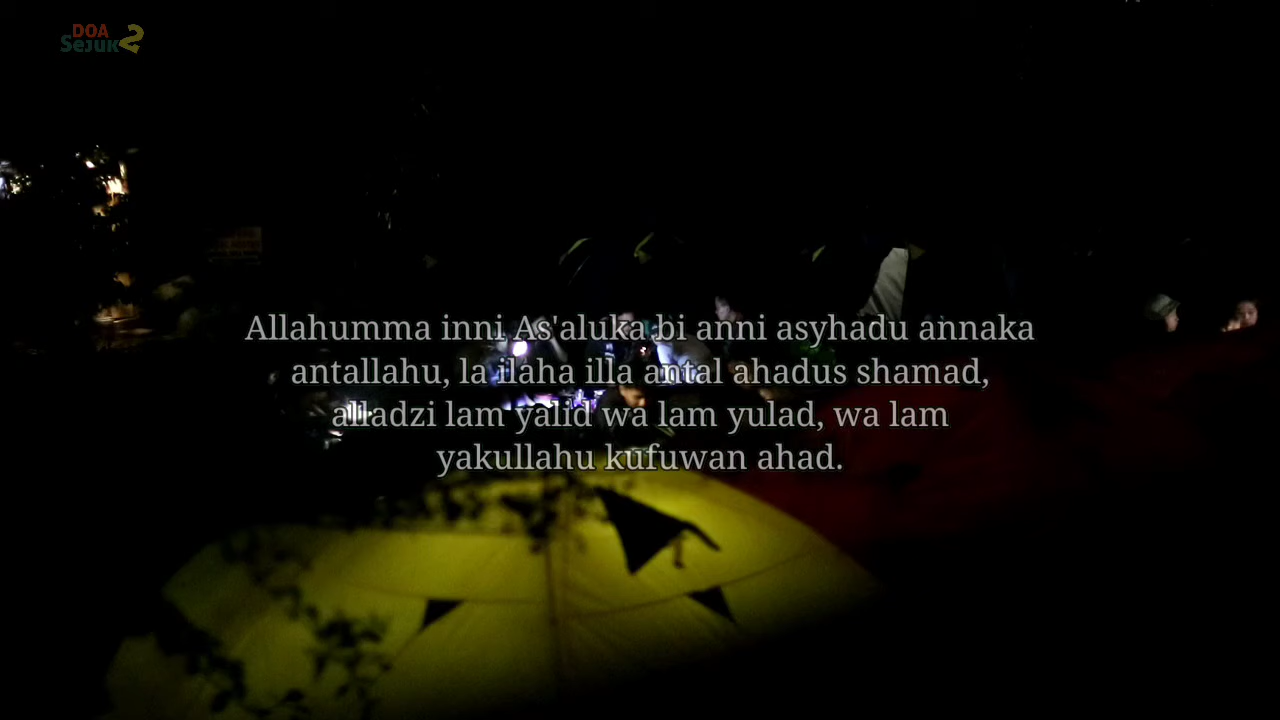 DOA
Sejuk2
Allahumma inni As'aluka bi anni asyhadu annaka
antallahu, la ilaha illa antal ahadus shamad,
alladzi lam yalid wa lam yulad, wa lam
yakullahu kufuwan ahad.